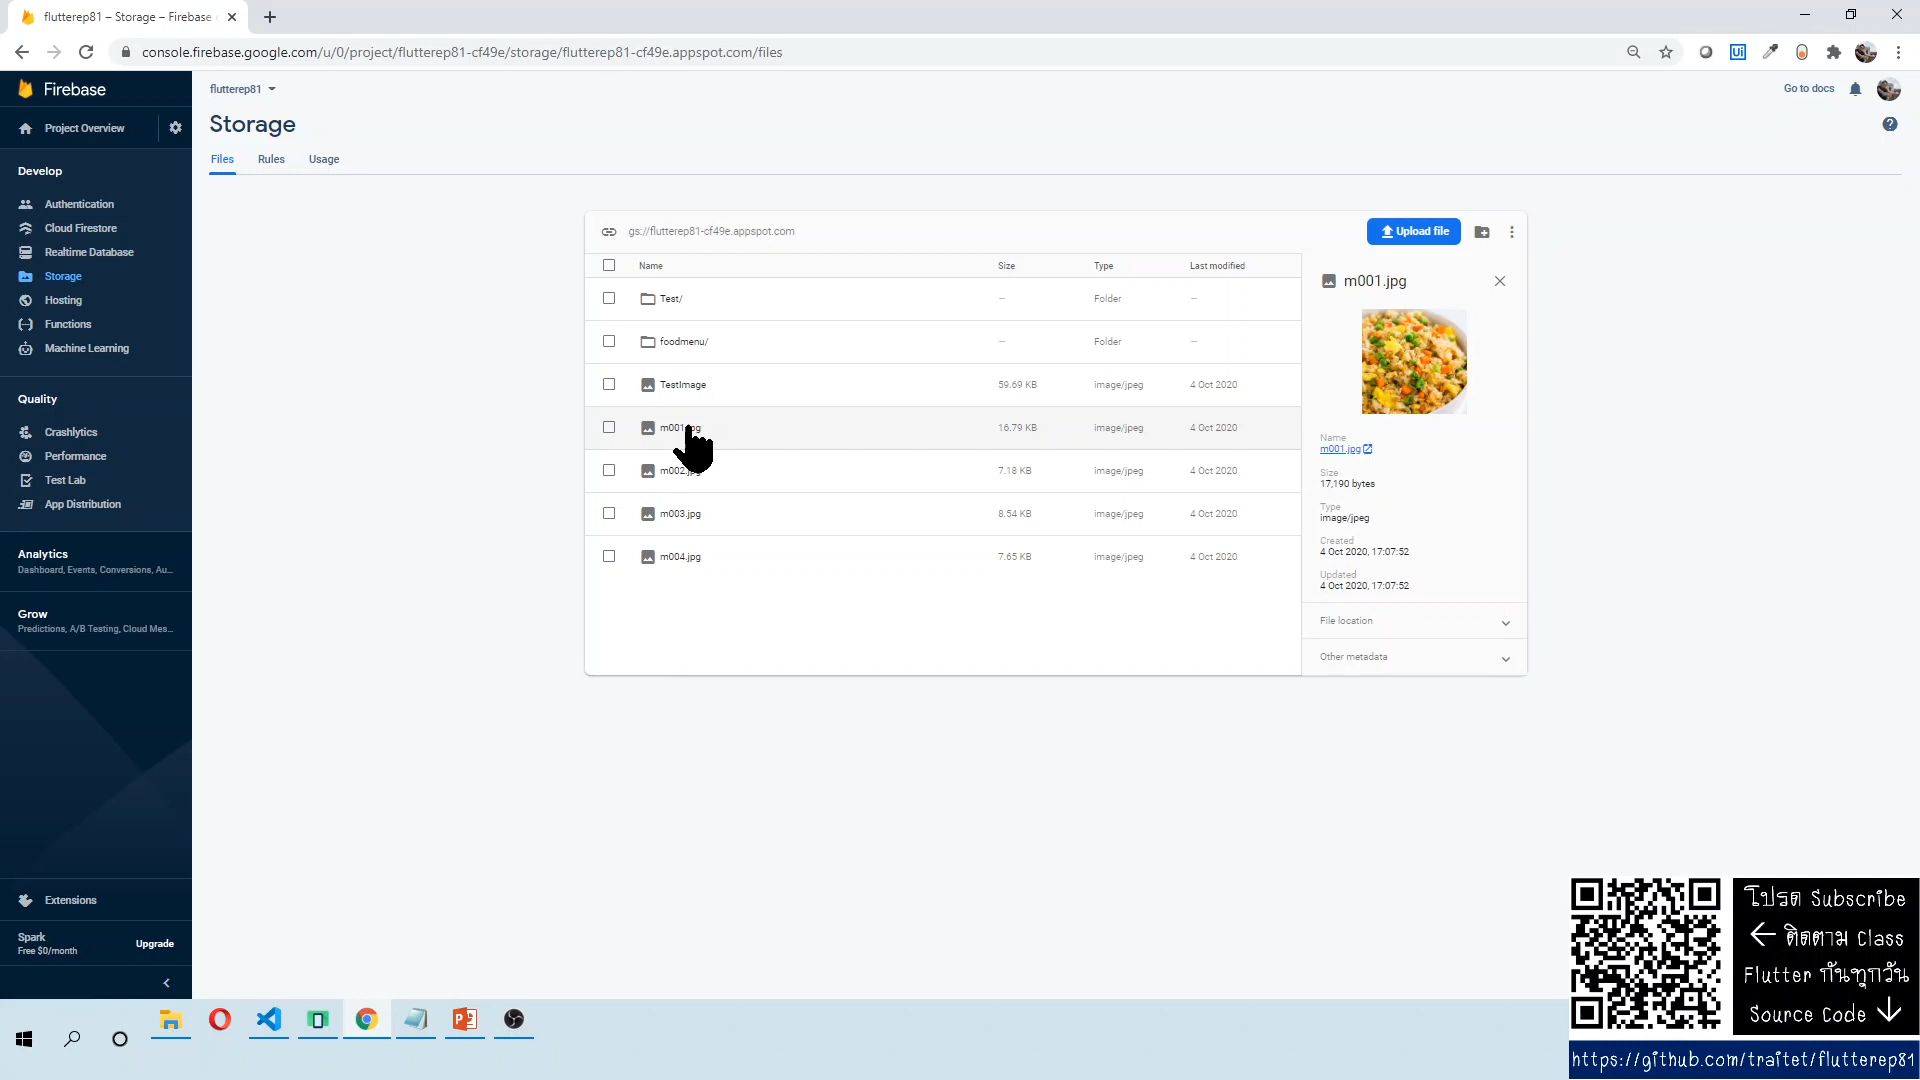 flutterep81 – Storage – Firebase
console.firebase.google.com/u/0/project/flutterep81-cf49e/storage/flutterep81-cf49e.appspot.com/files
Ui
Firebase
flutterep81
Go to docs
Project Overview
Storage
?
Files Rules Usage
Develop
Authentication
Cloud Firestore
Realtime Database
Storage
Hosting
Functions
Machine Learning
Quality
Crashlytics
Performance
Test Lab
App Distribution
Analytics
Dashboard, Events, Conversions, Au...
Grow
Predictions, A/B Testing, Cloud Mes...
Extensions
Spark
Free $0/month
Upgrade
gs://flutterep81-cf49e.appspot.com
Upload file
Name Size Type Last modified
Test/ — Folder —
foodmenu/ — Folder —
TestImage 59.69 KB image/jpeg 4 Oct 2020
m001.jpg 16.79 KB image/jpeg 4 Oct 2020
m002.jpg 7.18 KB image/jpeg 4 Oct 2020
m003.jpg 8.54 KB image/jpeg 4 Oct 2020
m004.jpg 7.65 KB image/jpeg 4 Oct 2020
m001.jpg
Name
m001.jpg
Size
17,190 bytes
Type
image/jpeg
Created
4 Oct 2020, 17:07:52
Updated
4 Oct 2020, 17:07:52
File location
Other metadata
โปรด Subscribe
← ติดตาม Class
Flutter กันทุกวัน
Source Code ↓
https://github.com/traitet/flutterep81